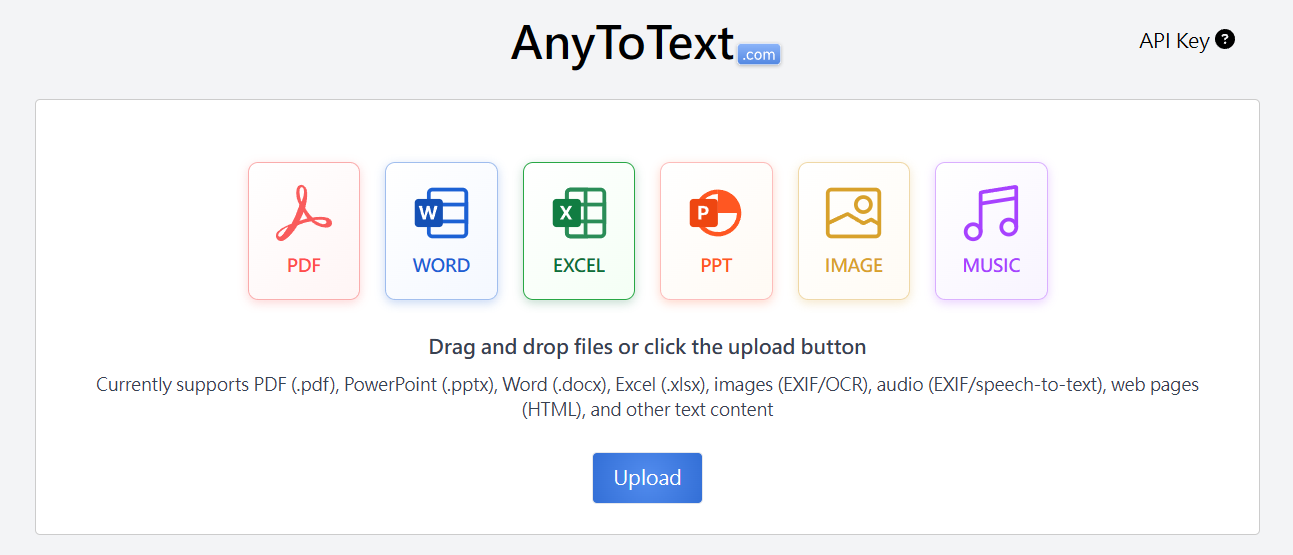 AnyToText.com
API Key ?
W
X
P
PDF
WORD
EXCEL
PPT
IMAGE
MUSIC
Drag and drop files or click the upload button
Currently supports PDF (.pdf), PowerPoint (.pptx), Word (.docx), Excel (.xlsx), images (EXIF/OCR), audio (EXIF/speech-to-text), web pages
(HTML), and other text content
Upload